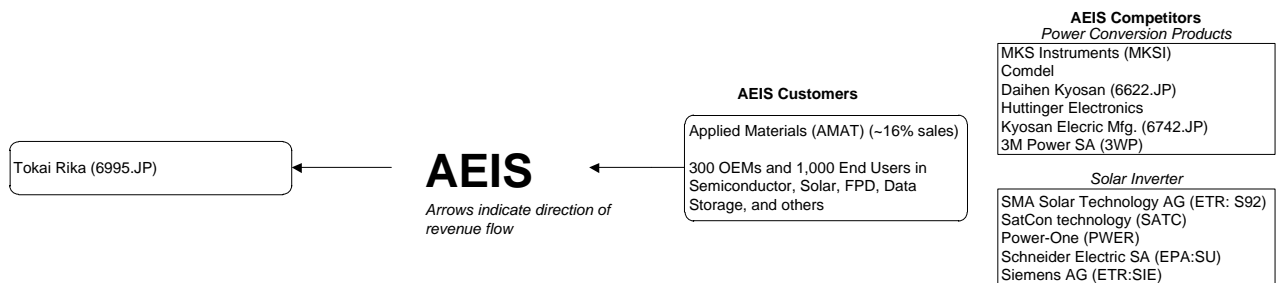 Tokai Rika (6995.JP)
AEIS
Arrows indicate direction of
revenue flow
AEIS Customers
Applied Materials (AMAT) (~16% sales)
300 OEMs and 1,000 End Users in
Semiconductor, Solar, FPD, Data
Storage, and others
AEIS Competitors
Power Conversion Products
MKS Instruments (MKSI)
Comdel
Daihen Kyosan (6622.JP)
Huttinger Electronics
Kyosan Elecric Mfg. (6742.JP)
3M Power SA (3WP)
Solar Inverter
SMA Solar Technology AG (ETR: S92)
SatCon technology (SATC)
Power-One (PWER)
Schneider Electric SA (EPA:SU)
Siemens AG (ETR:SIE)